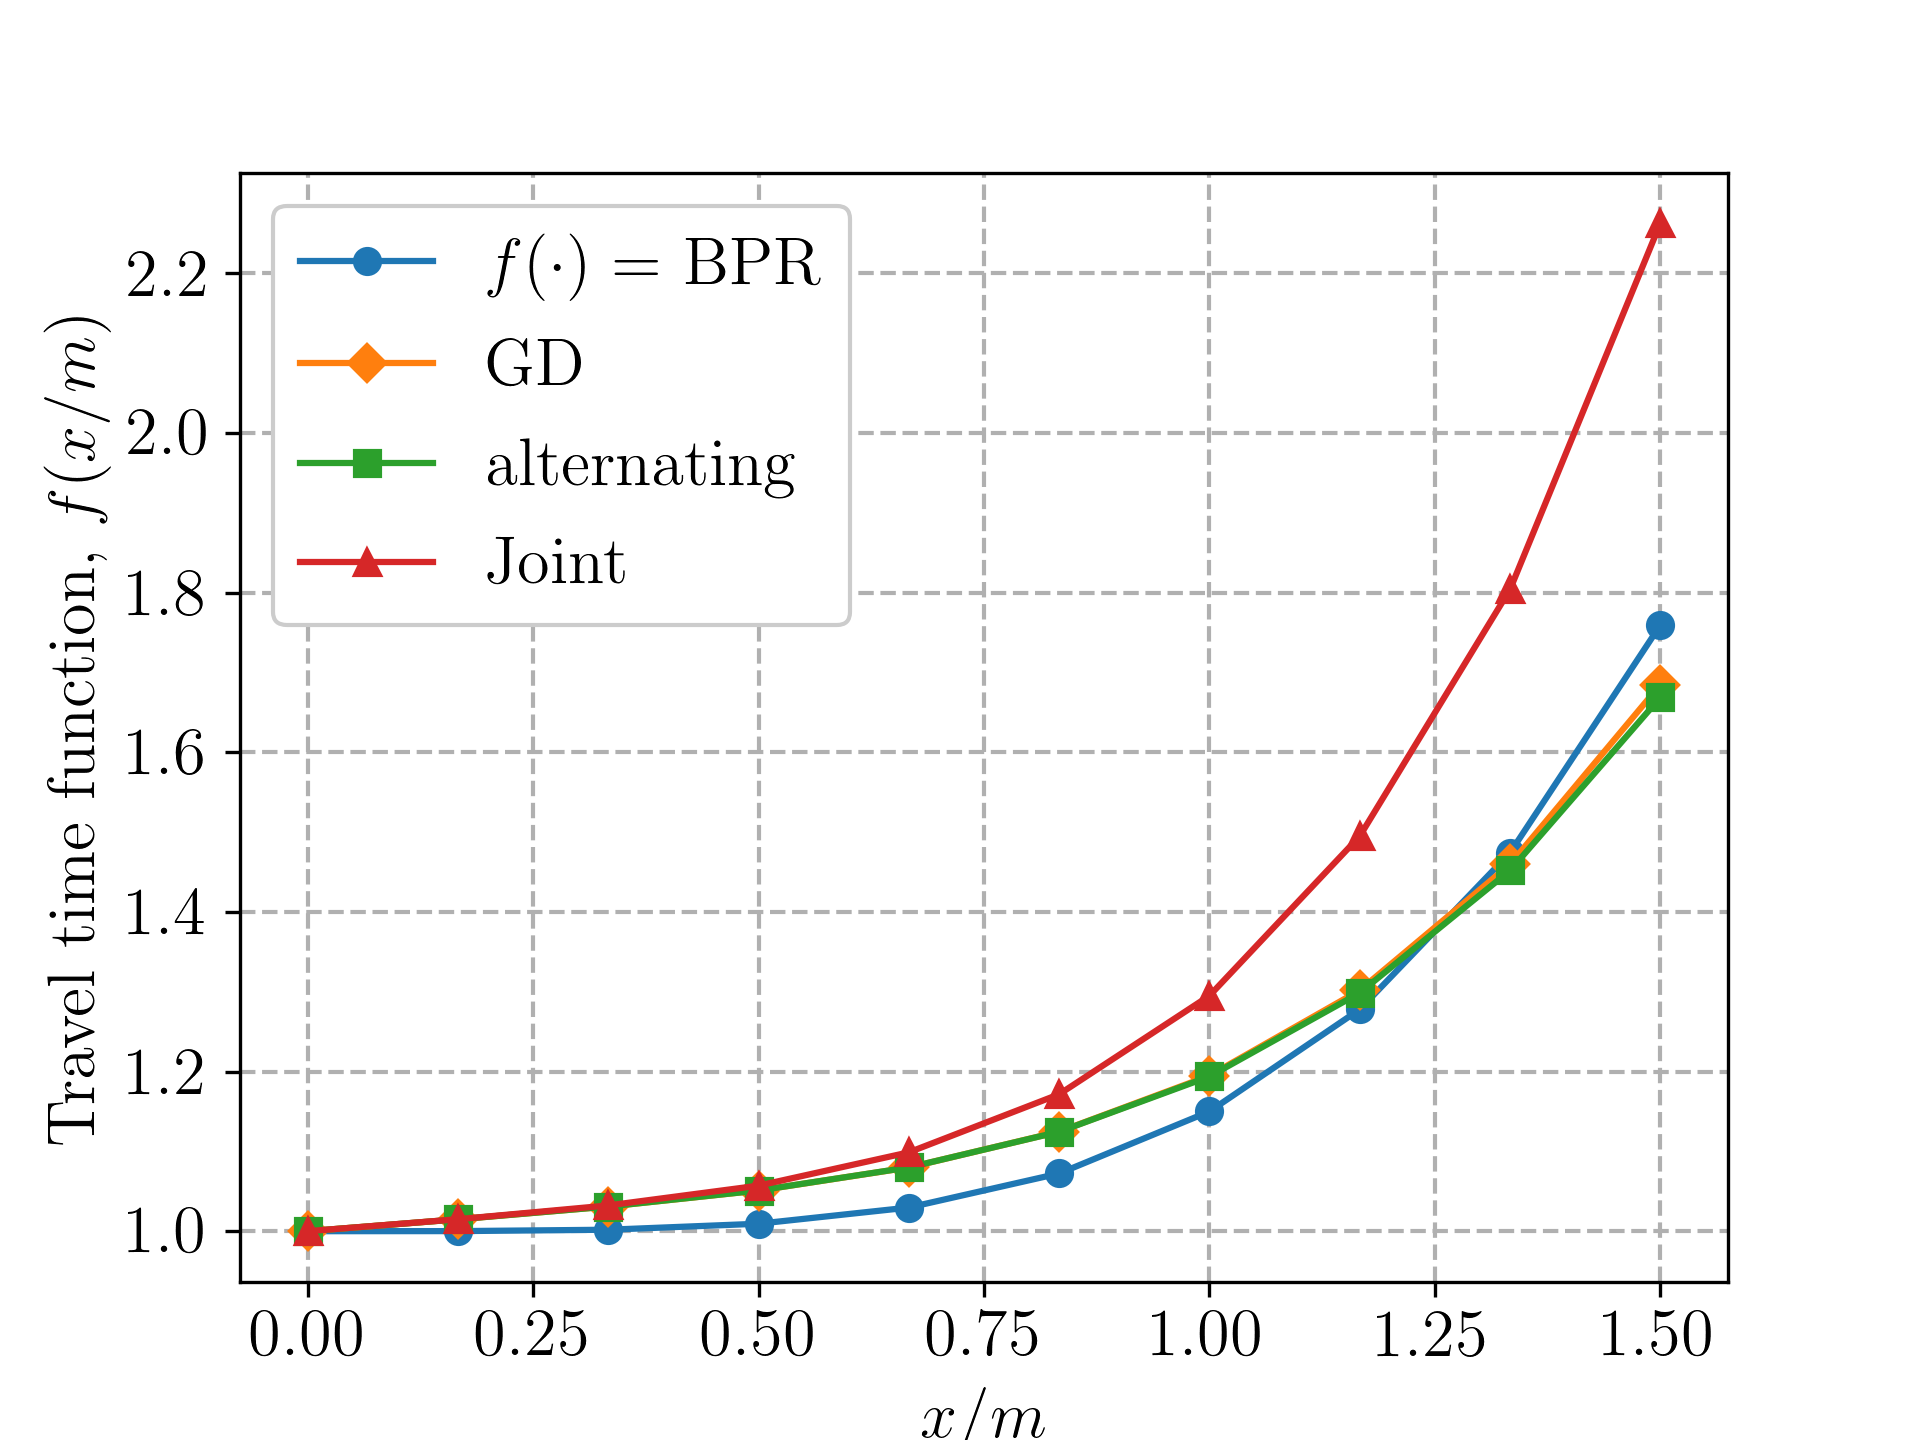 f(·) = BPR
GD
alternating
Joint
Travel time function, f(x/m)
2.2
2.0
1.8
1.6
1.4
1.2
1.0
0.00 0.25 0.50 0.75 1.00 1.25 1.50
x/m